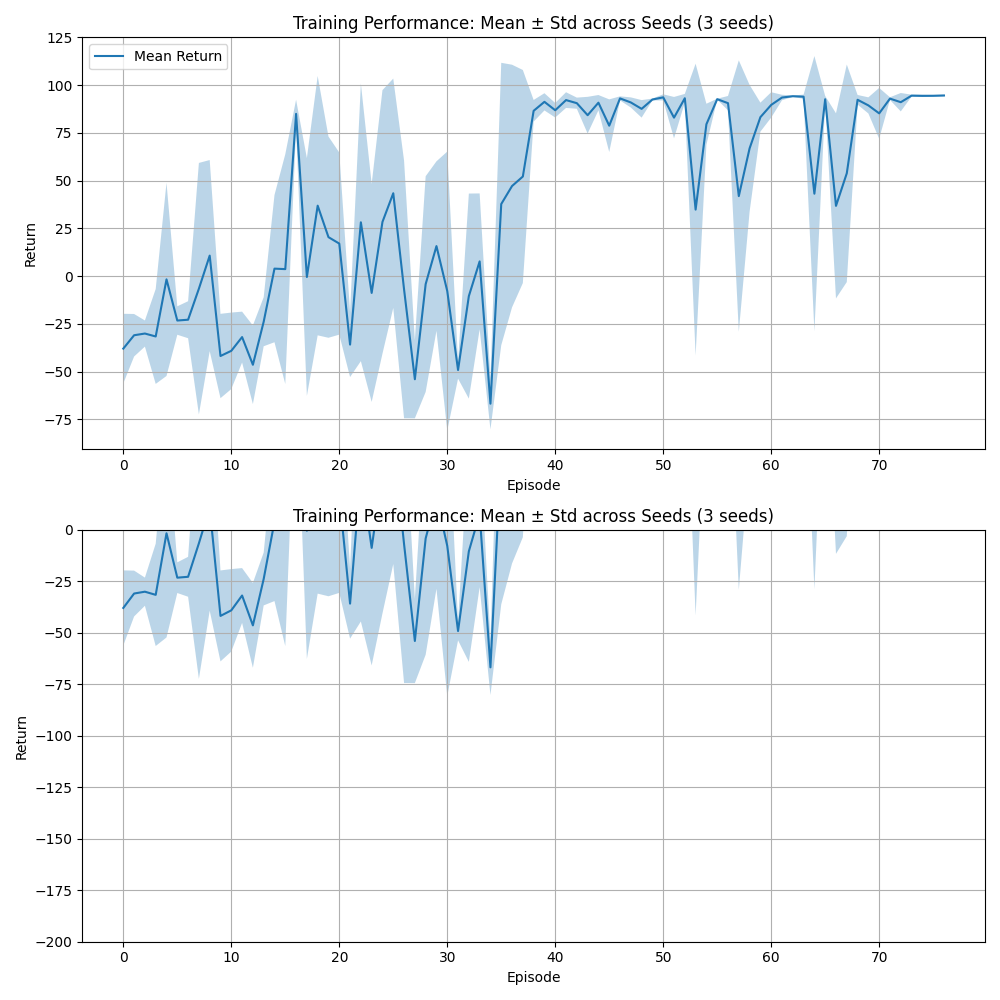 Training Performance: Mean ± Std across Seeds (3 seeds)
Mean Return
125
100
75
50
25
0
−25
−50
−75
Return
0 10 20 30 40 50 60 70
Episode
Training Performance: Mean ± Std across Seeds (3 seeds)
0
−25
−50
−75
−100
−125
−150
−175
−200
Return
0 10 20 30 40 50 60 70
Episode